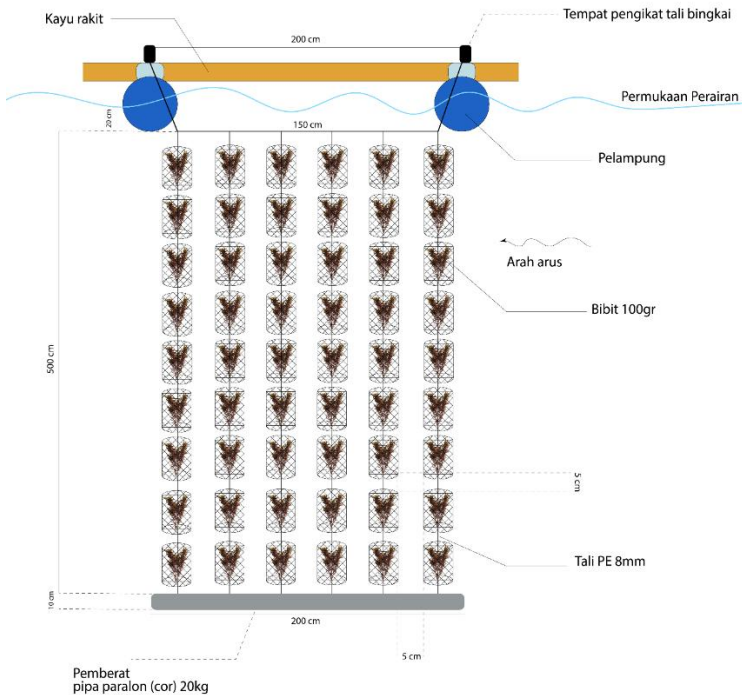 Tempat pengikat tali bingkai
Kayu rakit
200 cm
Permukaan Perairan
20 cm
150 cm
Pelampung
Arah arus
Bibit 100gr
500 cm
5 cm
Tali PE 8mm
10 cm
200 cm
5 cm
Pemberat
pipa paralon (cor) 20kg